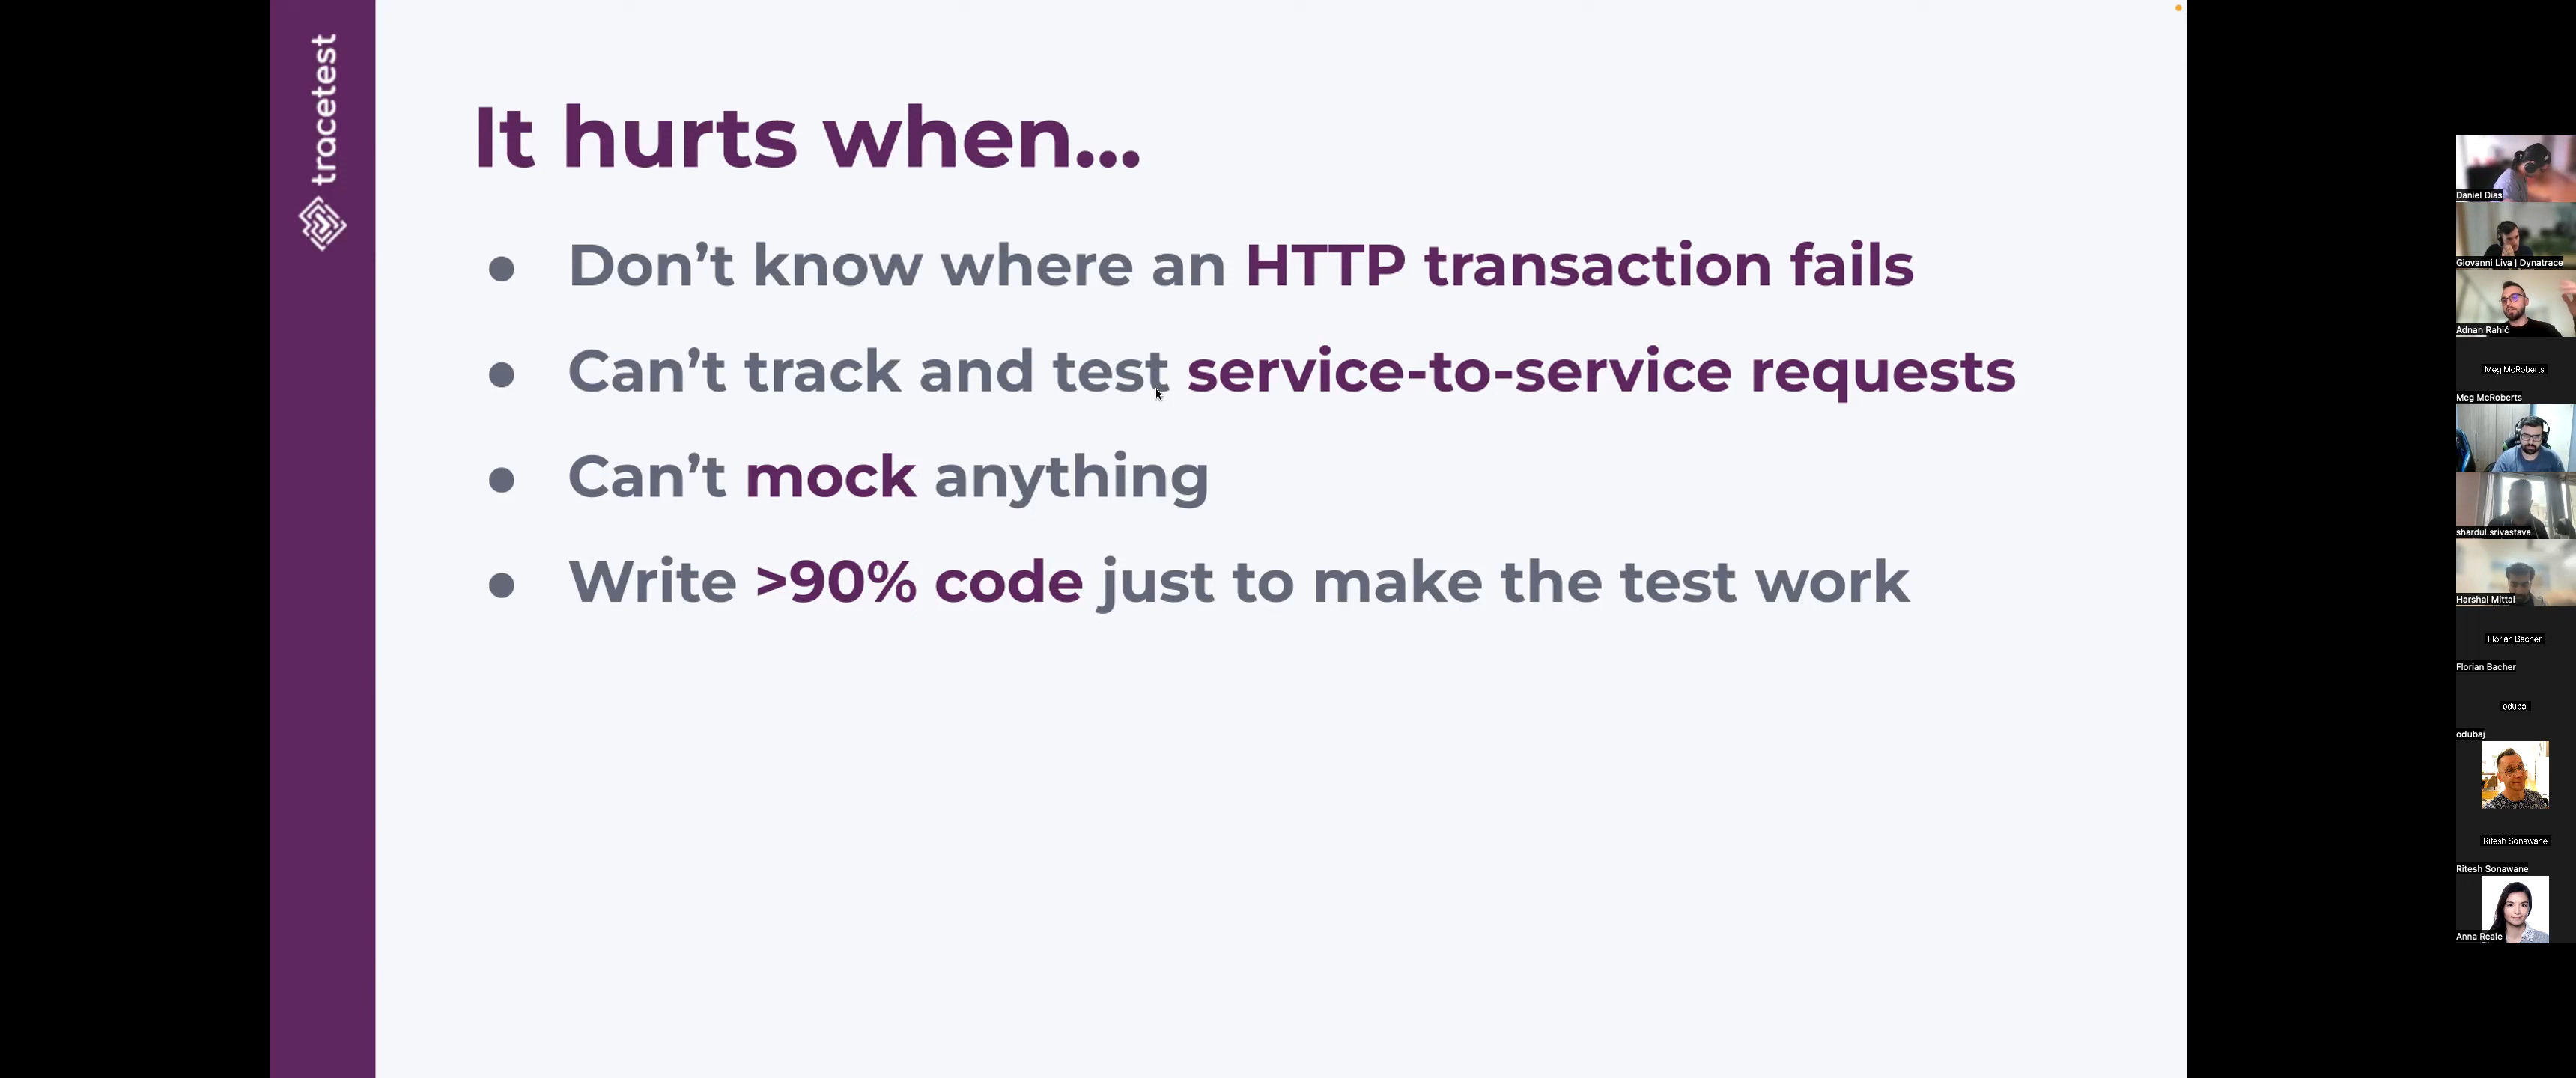 tracetest
It hurts when...
● Don’t know where an HTTP transaction fails
● Can’t track and test service-to-service requests
● Can’t mock anything
● Write >90% code just to make the test work
Daniel Dias
Giovanni Liva | Dynatrace
Adnan Rahić
Meg McRoberts
Meg McRoberts
shardul.srivastava
Harshal Mittal
Florian Bacher
Florian Bacher
odubaj
odubaj
Ritesh Sonawane
Ritesh Sonawane
Anna Reale